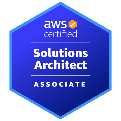 aws
certified
Solutions
Architect
ASSOCIATE